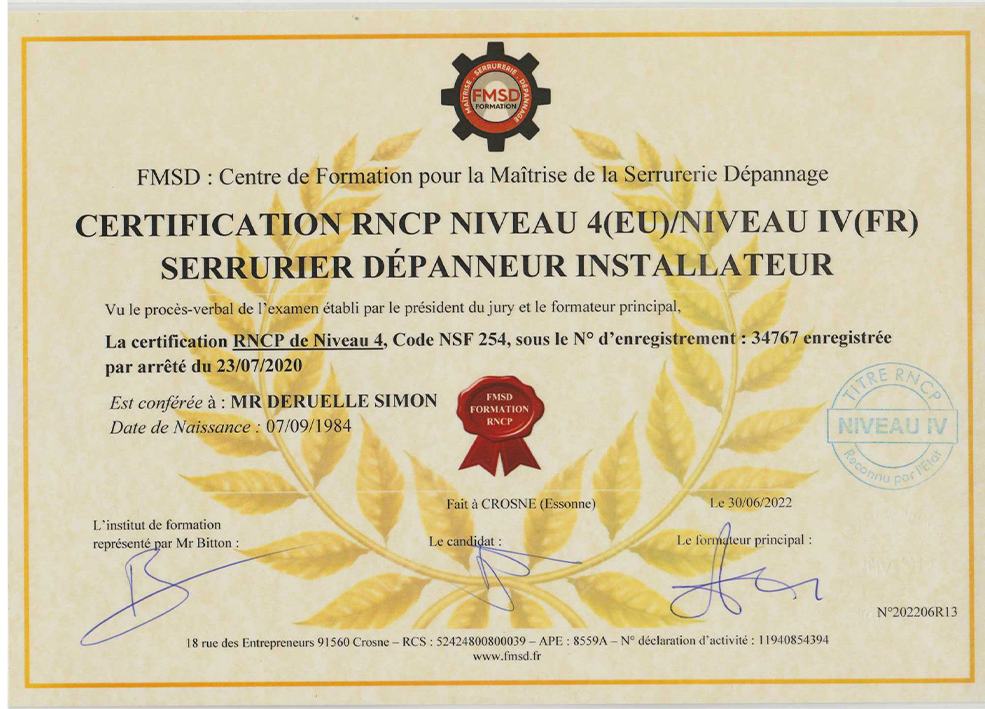 MAÎTRISE . SERRURERIE . DÉPANNAGE
FMSD
FORMATION
FMSD : Centre de Formation pour la Maîtrise de la Serrurerie Dépannage
CERTIFICATION RNCP NIVEAU 4(EU)/NIVEAU IV(FR)
SERRURIER DÉPANNEUR INSTALLATEUR
Vu le procès-verbal de l'examen établi par le président du jury et le formateur principal,
La certification RNCP de Niveau 4, Code NSF 254, sous le N° d'enregistrement : 34767 enregistrée
par arrêté du 23/07/2020
Est conférée à : MR DERUELLE SIMON
Date de Naissance : 07/09/1984
FMSD
FORMATION
RNCP
TITRE RNCP
NIVEAU IV
Reconnu par l'Etat
Fait à CROSNE (Essonne)
Le 30/06/2022
L'institut de formation
représenté par Mr Bitton :
Le candidat :
Le formateur principal :
N°202206R13
18 rue des Entrepreneurs 91560 Crosne – RCS : 52424800800039 – APE : 8559A – N° déclaration d'activité : 11940854394
www.fmsd.fr